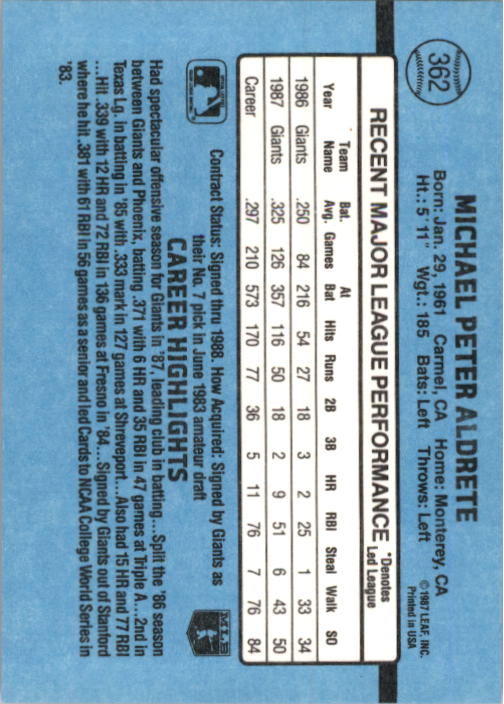 362
MICHAEL PETER ALDRETE
Born: Jan. 29, 1961 Carmel, CA Home: Monterey, CA
Ht.: 5' 11" Wgt.: 185 Bats: Left Throws: Left
©1987 LEAF, INC.
Printed in USA
RECENT MAJOR LEAGUE PERFORMANCE *Denotes
Led League
Year Team Name Bat. Avg. Games At Bat Hits Runs 2B 3B HR RBI Steal Walk SO
1986 Giants .250 84 216 54 27 18 3 2 25 1 33 34
1987 Giants .325 126 357 116 50 18 2 9 51 6 43 50
Career .297 210 573 170 77 36 5 11 76 7 76 84
Contract Status: Signed thru 1988. How Acquired: Signed by Giants as
their No. 7 pick in June 1983 amateur draft
CAREER HIGHLIGHTS
MLB
Had spectacular offensive season for Giants in '87, leading club in batting...Split the '86 season
between Giants and Phoenix, batting .371 with 6 HR and 35 RBI in 47 games at Triple A...2nd in
Texas Lg. in batting in '85 with .333 mark in 127 games at Shreveport...Also had 15 HR and 77 RBI
...Hit .339 with 12 HR and 72 RBI in 136 games at Fresno in '84...Signed by Giants out of Stanford
where he hit .381 with 61 RBI in 56 games as a senior and led Cards to NCAA College World Series in
'83.